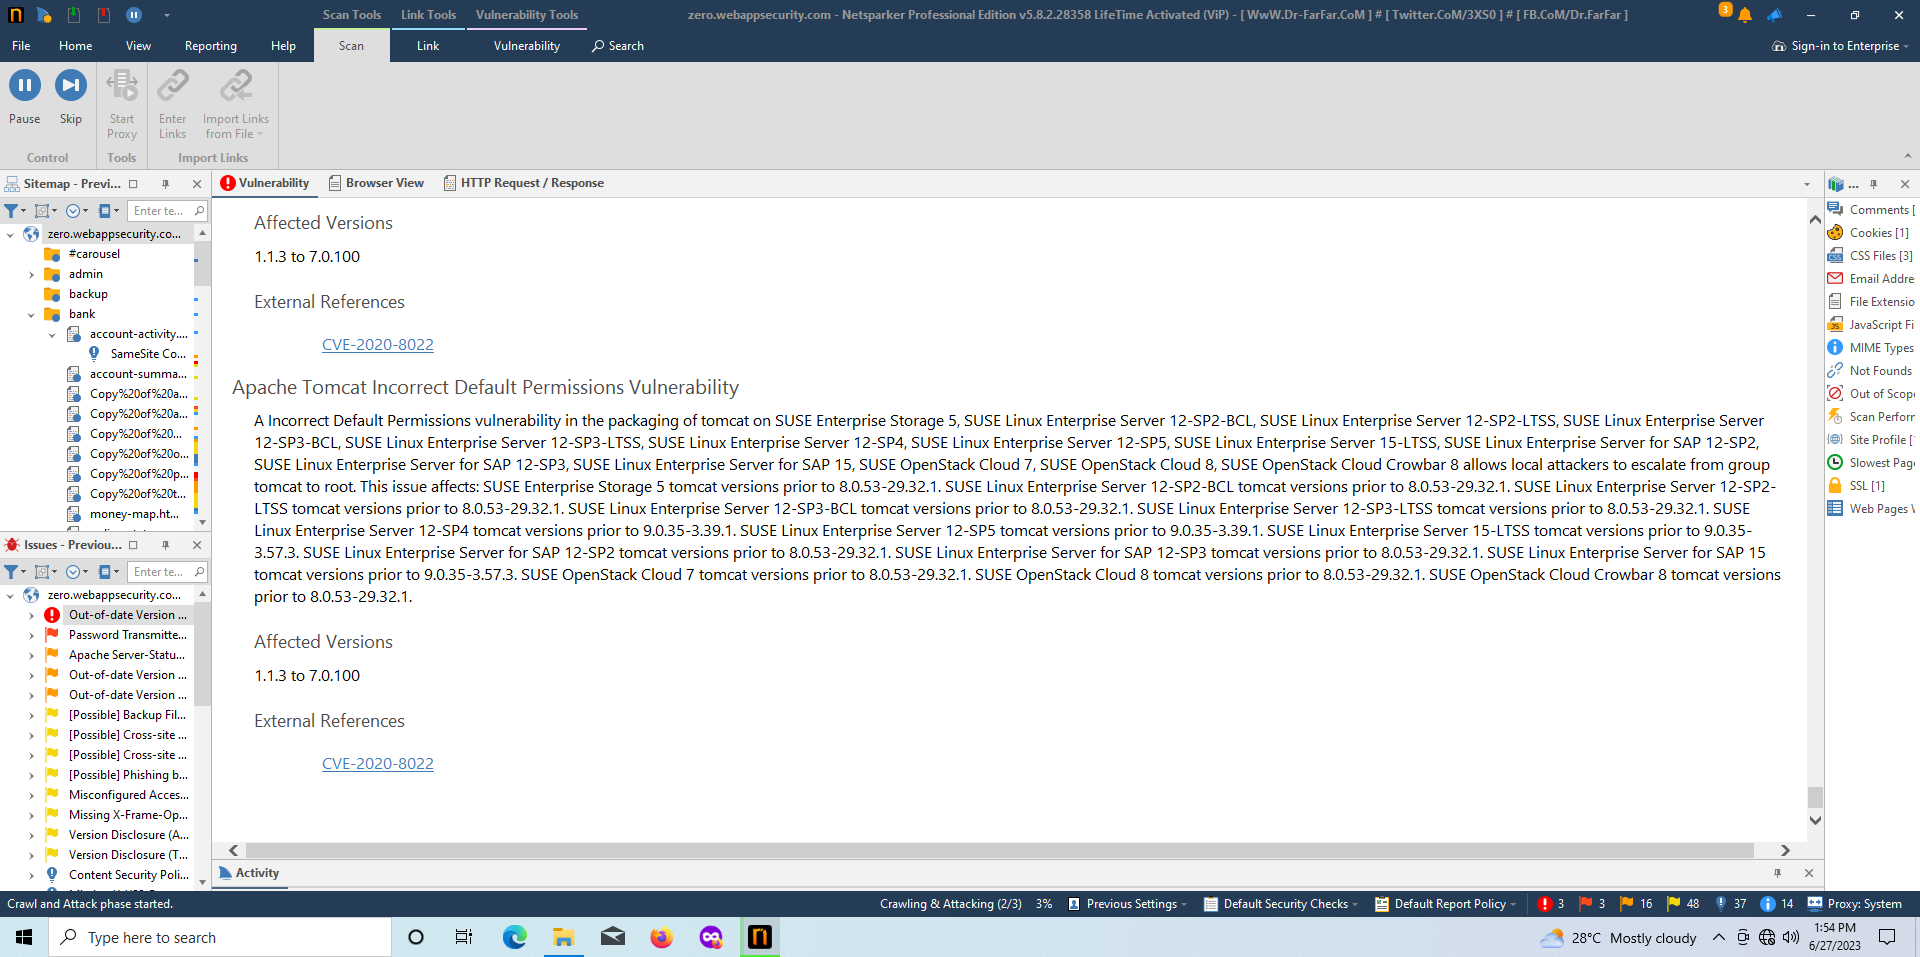 Scan Tools Link Tools Vulnerability Tools zero.webappsecurity.com - Netsparker Professional Edition v5.8.2.28358 LifeTime Activated (ViP) - [ WwW.Dr-FarFar.CoM ] # [ Twitter.CoM/3XS0 ] # [ FB.CoM/Dr.FarFar ] 3
File Home View Reporting Help Scan Link Vulnerability Search Sign-in to Enterprise
Pause Skip Start Proxy Enter Links Import Links from File
Control Tools Import Links
Sitemap - Previ...
Enter te...
zero.webappsecurity.co...
#carousel
admin
backup
bank
account-activity....
SameSite Co...
account-summa...
Copy%20of%20a...
Copy%20of%20a...
Copy%20of%20...
Copy%20of%20o...
Copy%20of%20p...
Copy%20of%20t...
money-map.ht...
Issues - Previou...
Enter te...
zero.webappsecurity.co...
Out-of-date Version ...
Password Transmitte...
Apache Server-Statu...
Out-of-date Version ...
Out-of-date Version ...
[Possible] Backup Fil...
[Possible] Cross-site ...
[Possible] Cross-site ...
[Possible] Phishing b...
Misconfigured Acces...
Missing X-Frame-Op...
Version Disclosure (A...
Version Disclosure (T...
Content Security Poli...
Vulnerability Browser View HTTP Request / Response
Affected Versions
1.1.3 to 7.0.100
External References
CVE-2020-8022
Apache Tomcat Incorrect Default Permissions Vulnerability
A Incorrect Default Permissions vulnerability in the packaging of tomcat on SUSE Enterprise Storage 5, SUSE Linux Enterprise Server 12-SP2-BCL, SUSE Linux Enterprise Server 12-SP2-LTSS, SUSE Linux Enterprise Server
12-SP3-BCL, SUSE Linux Enterprise Server 12-SP3-LTSS, SUSE Linux Enterprise Server 12-SP4, SUSE Linux Enterprise Server 12-SP5, SUSE Linux Enterprise Server 15-LTSS, SUSE Linux Enterprise Server for SAP 12-SP2,
SUSE Linux Enterprise Server for SAP 12-SP3, SUSE Linux Enterprise Server for SAP 15, SUSE OpenStack Cloud 7, SUSE OpenStack Cloud 8, SUSE OpenStack Cloud Crowbar 8 allows local attackers to escalate from group
tomcat to root. This issue affects: SUSE Enterprise Storage 5 tomcat versions prior to 8.0.53-29.32.1. SUSE Linux Enterprise Server 12-SP2-BCL tomcat versions prior to 8.0.53-29.32.1. SUSE Linux Enterprise Server 12-SP2-
LTSS tomcat versions prior to 8.0.53-29.32.1. SUSE Linux Enterprise Server 12-SP3-BCL tomcat versions prior to 8.0.53-29.32.1. SUSE Linux Enterprise Server 12-SP3-LTSS tomcat versions prior to 8.0.53-29.32.1. SUSE
Linux Enterprise Server 12-SP4 tomcat versions prior to 9.0.35-3.39.1. SUSE Linux Enterprise Server 12-SP5 tomcat versions prior to 9.0.35-3.39.1. SUSE Linux Enterprise Server 15-LTSS tomcat versions prior to 9.0.35-
3.57.3. SUSE Linux Enterprise Server for SAP 12-SP2 tomcat versions prior to 8.0.53-29.32.1. SUSE Linux Enterprise Server for SAP 12-SP3 tomcat versions prior to 8.0.53-29.32.1. SUSE Linux Enterprise Server for SAP 15
tomcat versions prior to 9.0.35-3.57.3. SUSE OpenStack Cloud 7 tomcat versions prior to 8.0.53-29.32.1. SUSE OpenStack Cloud 8 tomcat versions prior to 8.0.53-29.32.1. SUSE OpenStack Cloud Crowbar 8 tomcat versions
prior to 8.0.53-29.32.1.
Affected Versions
1.1.3 to 7.0.100
External References
CVE-2020-8022
Activity
...
Comments [
Cookies [1]
CSS Files [3]
Email Addre
File Extensio
JavaScript Fi
MIME Types
Not Founds
Out of Scope
Scan Perforn
Site Profile [
Slowest Page
SSL [1]
Web Pages V
Crawl and Attack phase started. Crawling & Attacking (2/3) 3% Previous Settings Default Security Checks Default Report Policy 3 3 16 48 37 14 Proxy: System
Type here to search 28°C Mostly cloudy 1:54 PM
6/27/2023